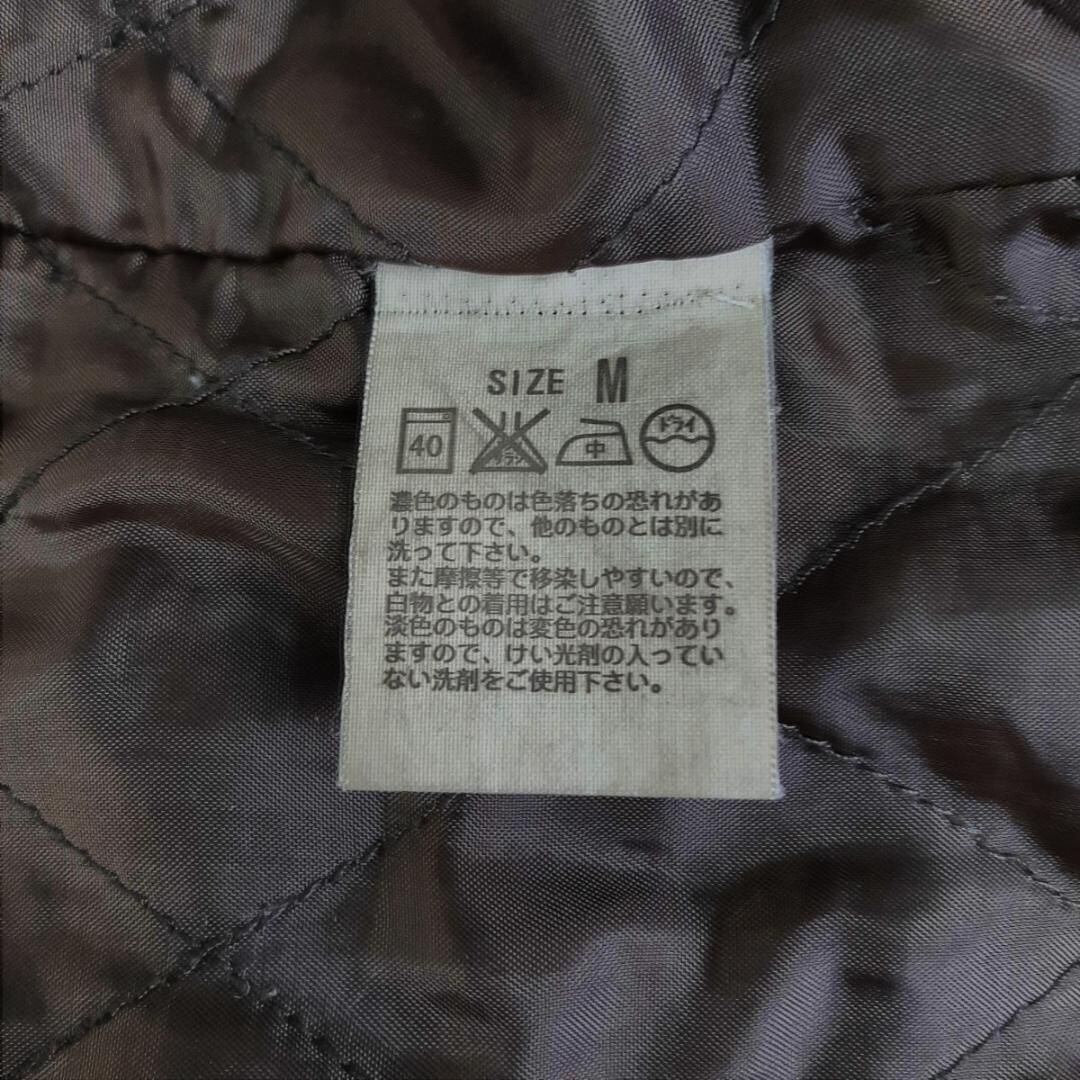 SIZE M
40 中 ドライ
濃色のものは色落ちの恐れがあ
りますので、他のものとは別に
洗って下さい。
また摩擦等で移染しやすいので、
白物との着用はご注意願います。
淡色のものは変色の恐れがあり
ますので、けい光剤の入ってい
ない洗剤をご使用下さい。